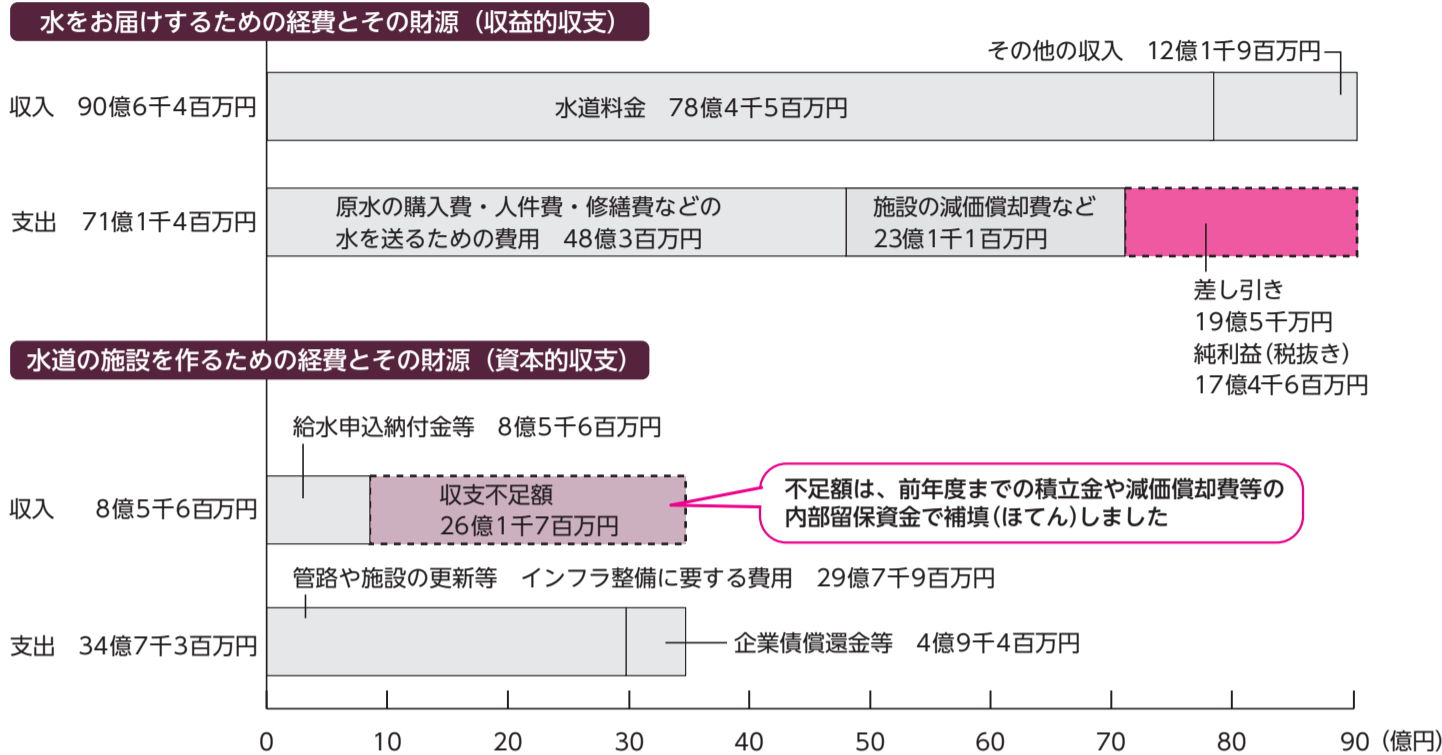 水をお届けするための経費とその財源（収益的収支）
その他の収入　12億1千9百万円
収入　90億6千4百万円
水道料金　78億4千5百万円
支出　71億1千4百万円
原水の購入費・人件費・修繕費などの
水を送るための費用　48億3百万円
施設の減価償却費など
23億1千1百万円
差し引き
19億5千万円
純利益（税抜き）
17億4千6百万円
水道の施設を作るための経費とその財源（資本的収支）
給水申込納付金等　8億5千6百万円
収入　8億5千6百万円
収支不足額
26億1千7百万円
不足額は、前年度までの積立金や減価償却費等の
内部留保資金で補填（ほてん）しました
管路や施設の更新等　インフラ整備に要する費用　29億7千9百万円
支出　34億7千3百万円
企業債償還金等　4億9千4百万円
0 10 20 30 40 50 60 70 80 90（億円）